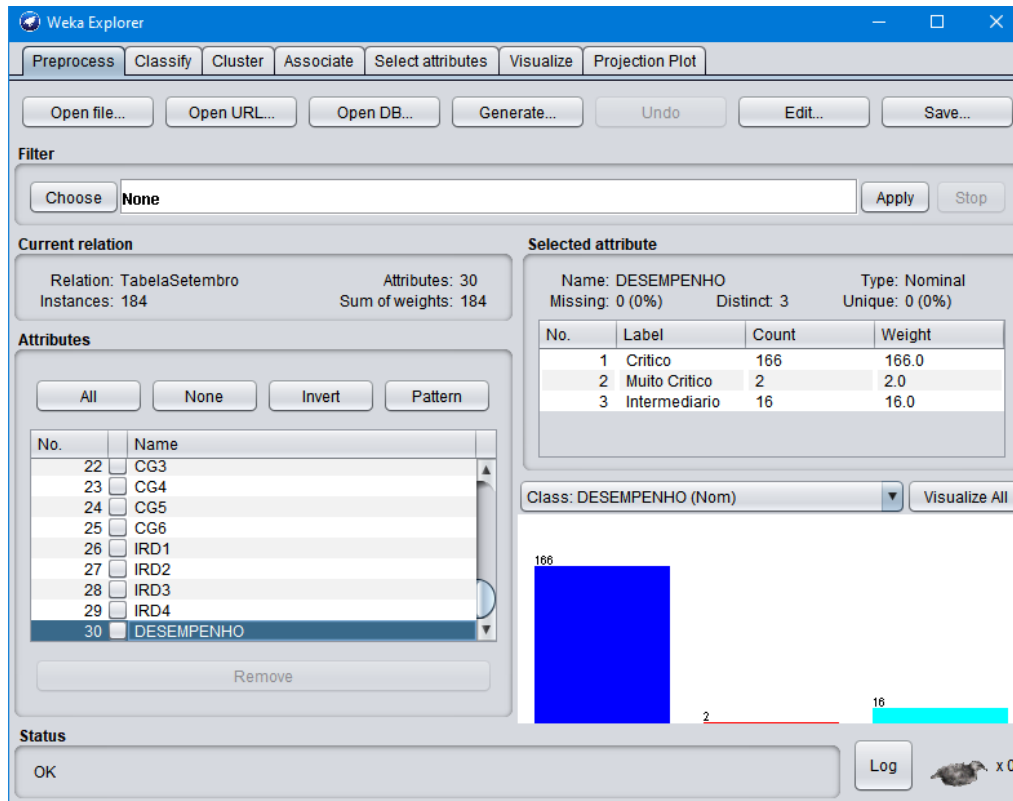 Weka Explorer
Preprocess Classify Cluster Associate Select attributes Visualize Projection Plot
Open file... Open URL... Open DB... Generate... Undo Edit... Save...
Filter
Choose None Apply Stop
Current relation
Relation: TabelaSetembro Attributes: 30
Instances: 184 Sum of weights: 184
Attributes
All None Invert Pattern
No. Name
22 CG3
23 CG4
24 CG5
25 CG6
26 IRD1
27 IRD2
28 IRD3
29 IRD4
30 DESEMPENHO
Remove
Selected attribute
Name: DESEMPENHO Type: Nominal
Missing: 0 (0%) Distinct: 3 Unique: 0 (0%)
No. Label Count Weight
1 Critico 166 166.0
2 Muito Critico 2 2.0
3 Intermediario 16 16.0
Class: DESEMPENHO (Nom) Visualize All
166
2
16
Status
OK
Log x 0